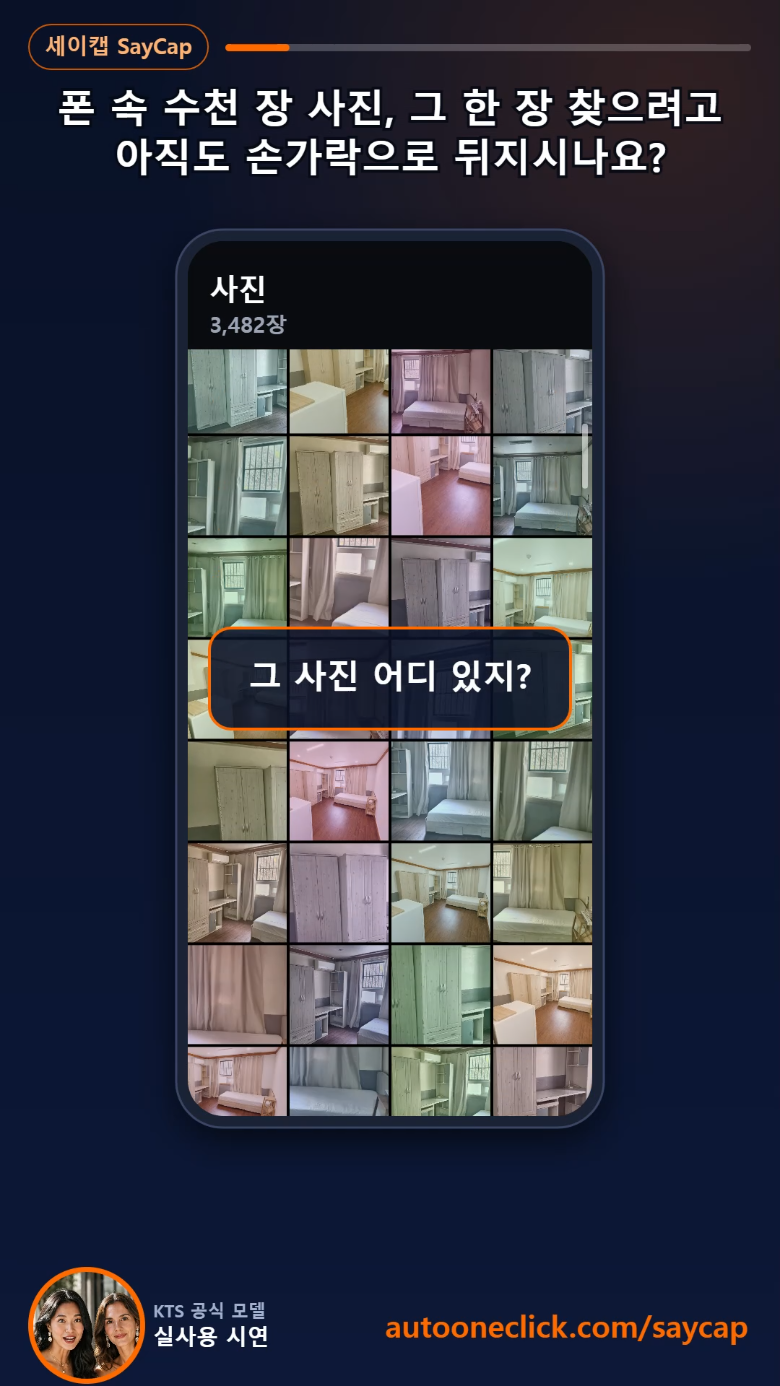 세이캡 SayCap
폰 속 수천 장 사진, 그 한 장 찾으려고
아직도 손가락으로 뒤지시나요?
사진
3,482장
그 사진 어디 있지?
KTS 공식 모델
실사용 시연
autooneclick.com/saycap